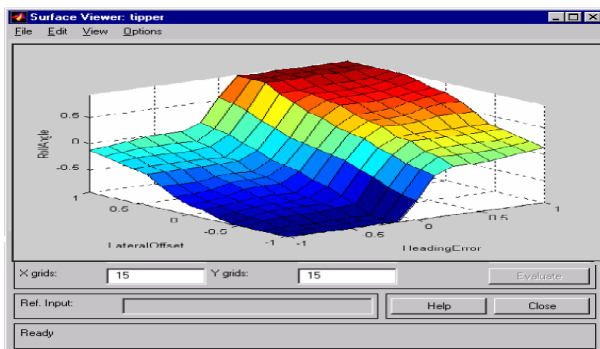 Surface Viewer: tipper
File Edit View Options
RollAngle
0.5
0
-0.5
1
0.5
0
-0.5
-1
LateralOffset
-1
-0.5
0
0.5
1
HeadingError
X grids: 15 Y grids: 15 Evaluate
Ref. Input: Help Close
Ready